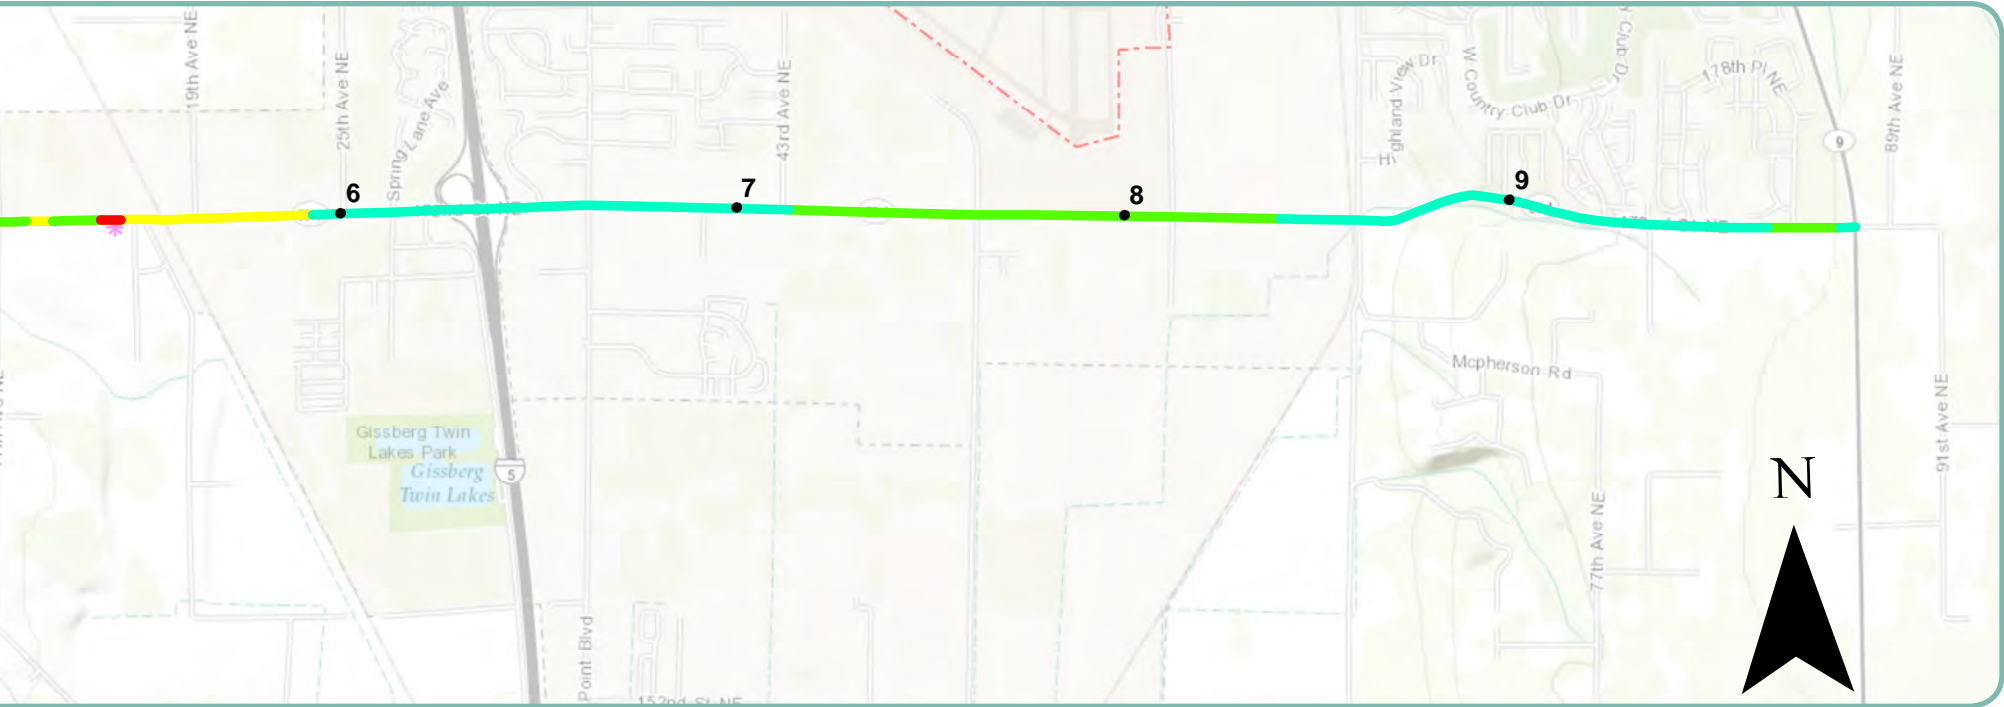 19th Ave NE
25th Ave NE
Spring Lane Ave
43rd Ave NE
Highland View Dr
W Country Club Dr
178th Pl NE
9
89th Ave NE
6
7
8
9
Mcpherson Rd
Gissberg Twin
Lakes Park
Gissberg
Twin Lakes
5
77th Ave NE
91st Ave NE
N
Point Blvd
152nd St NE